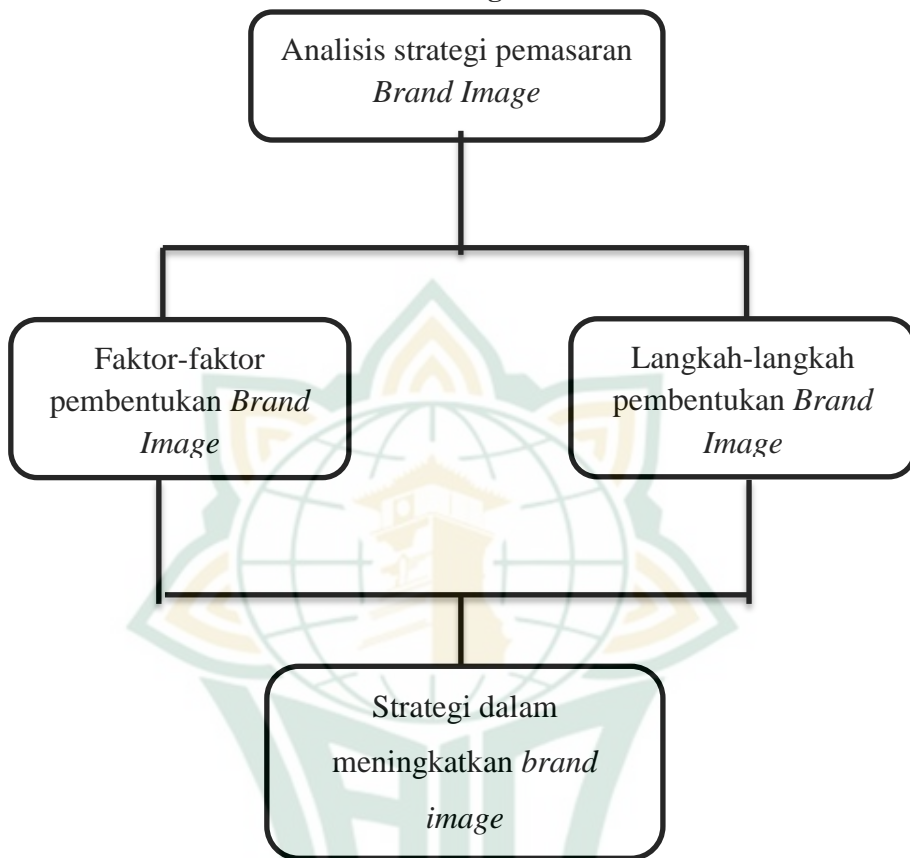 Analisis strategi pemasaran
Brand Image
Faktor-faktor
pembentukan Brand
Image
Langkah-langkah
pembentukan Brand
Image
Strategi dalam
meningkatkan brand
image